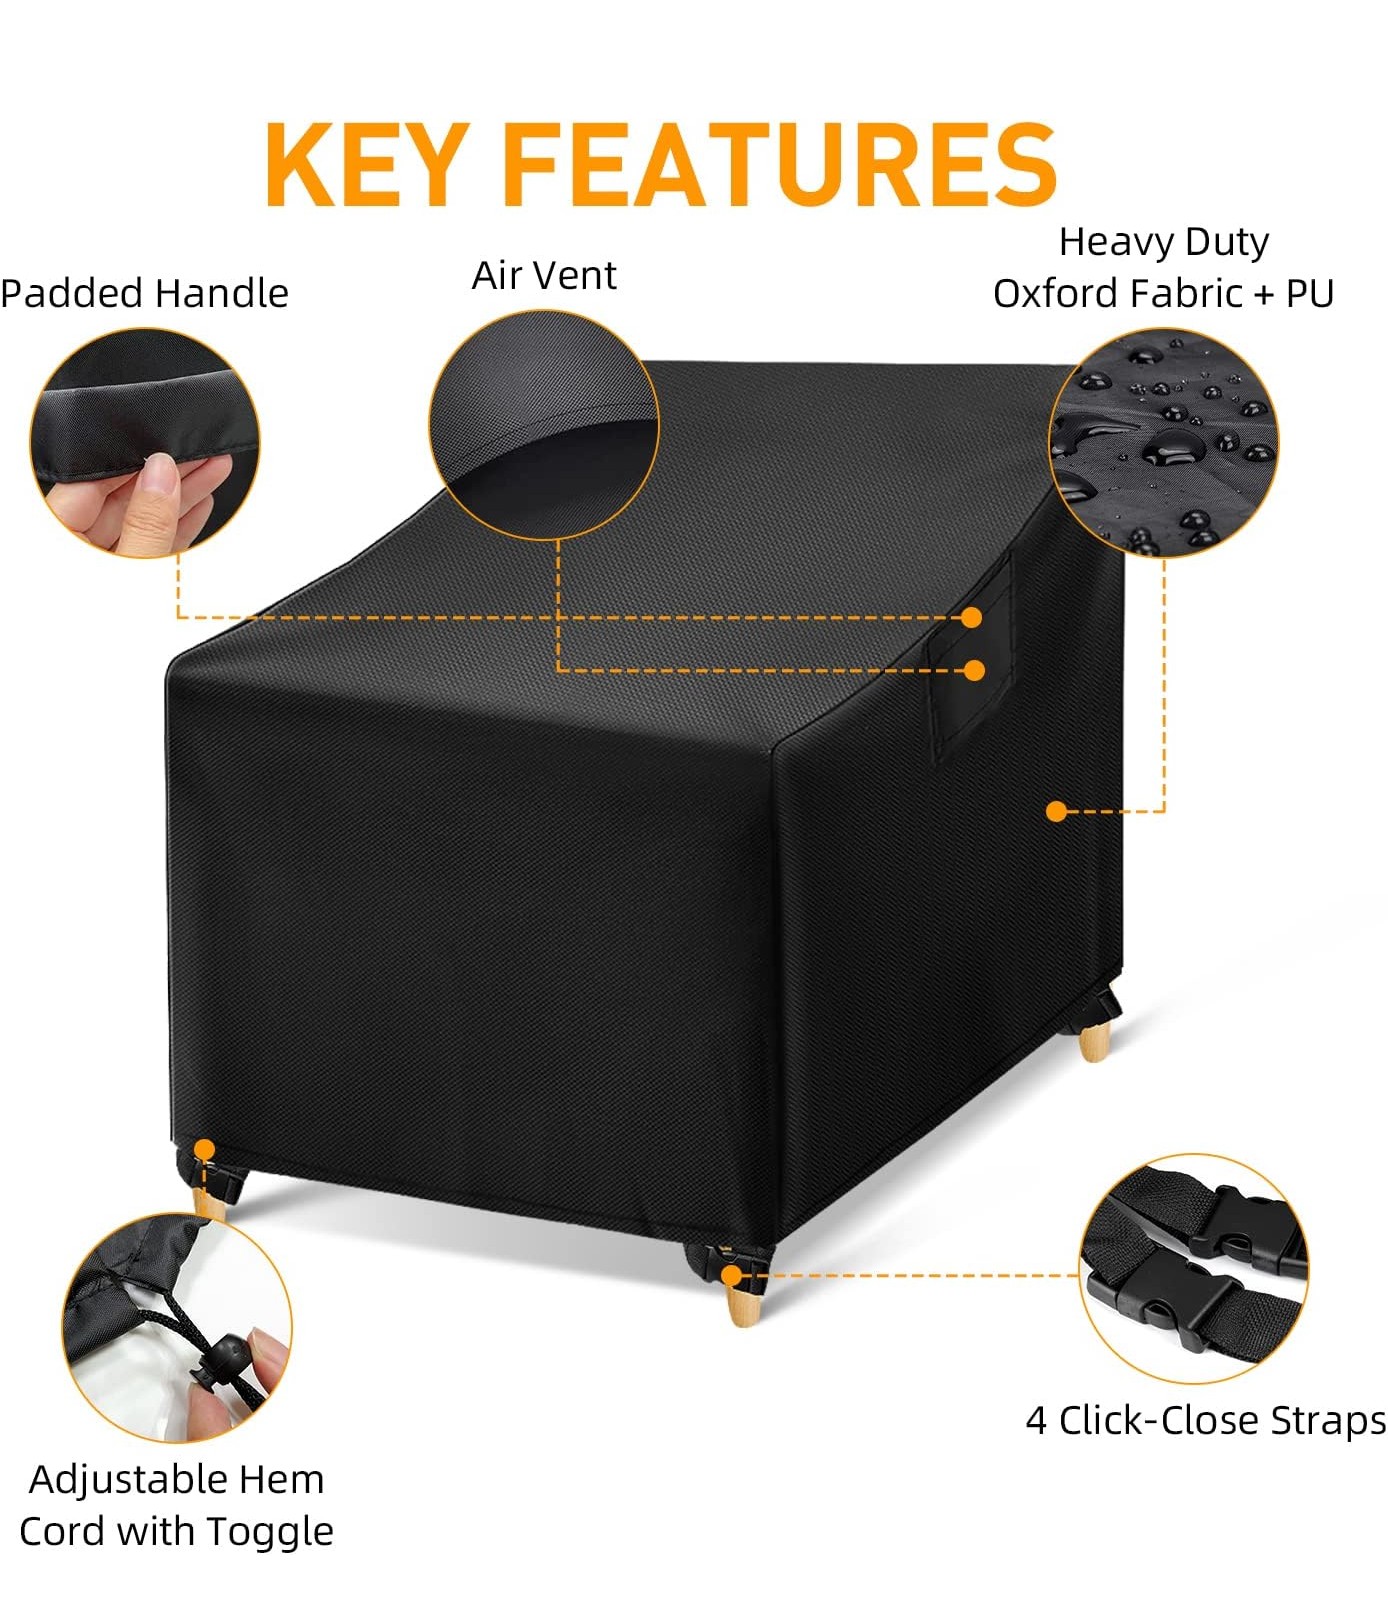 KEY FEATURES
Padded Handle
Air Vent
Heavy Duty
Oxford Fabric + PU
4 Click-Close Straps
Adjustable Hem
Cord with Toggle